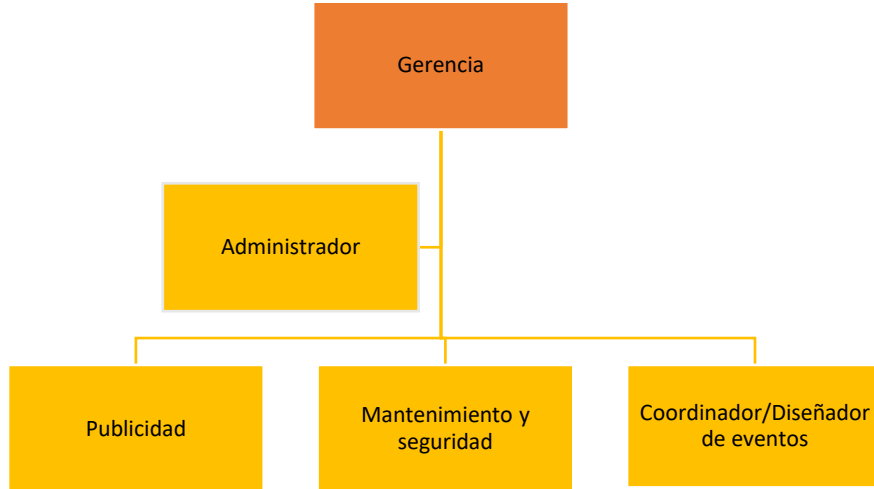 Gerencia
Administrador
Publicidad
Mantenimiento y
seguridad
Coordinador/Diseñador
de eventos